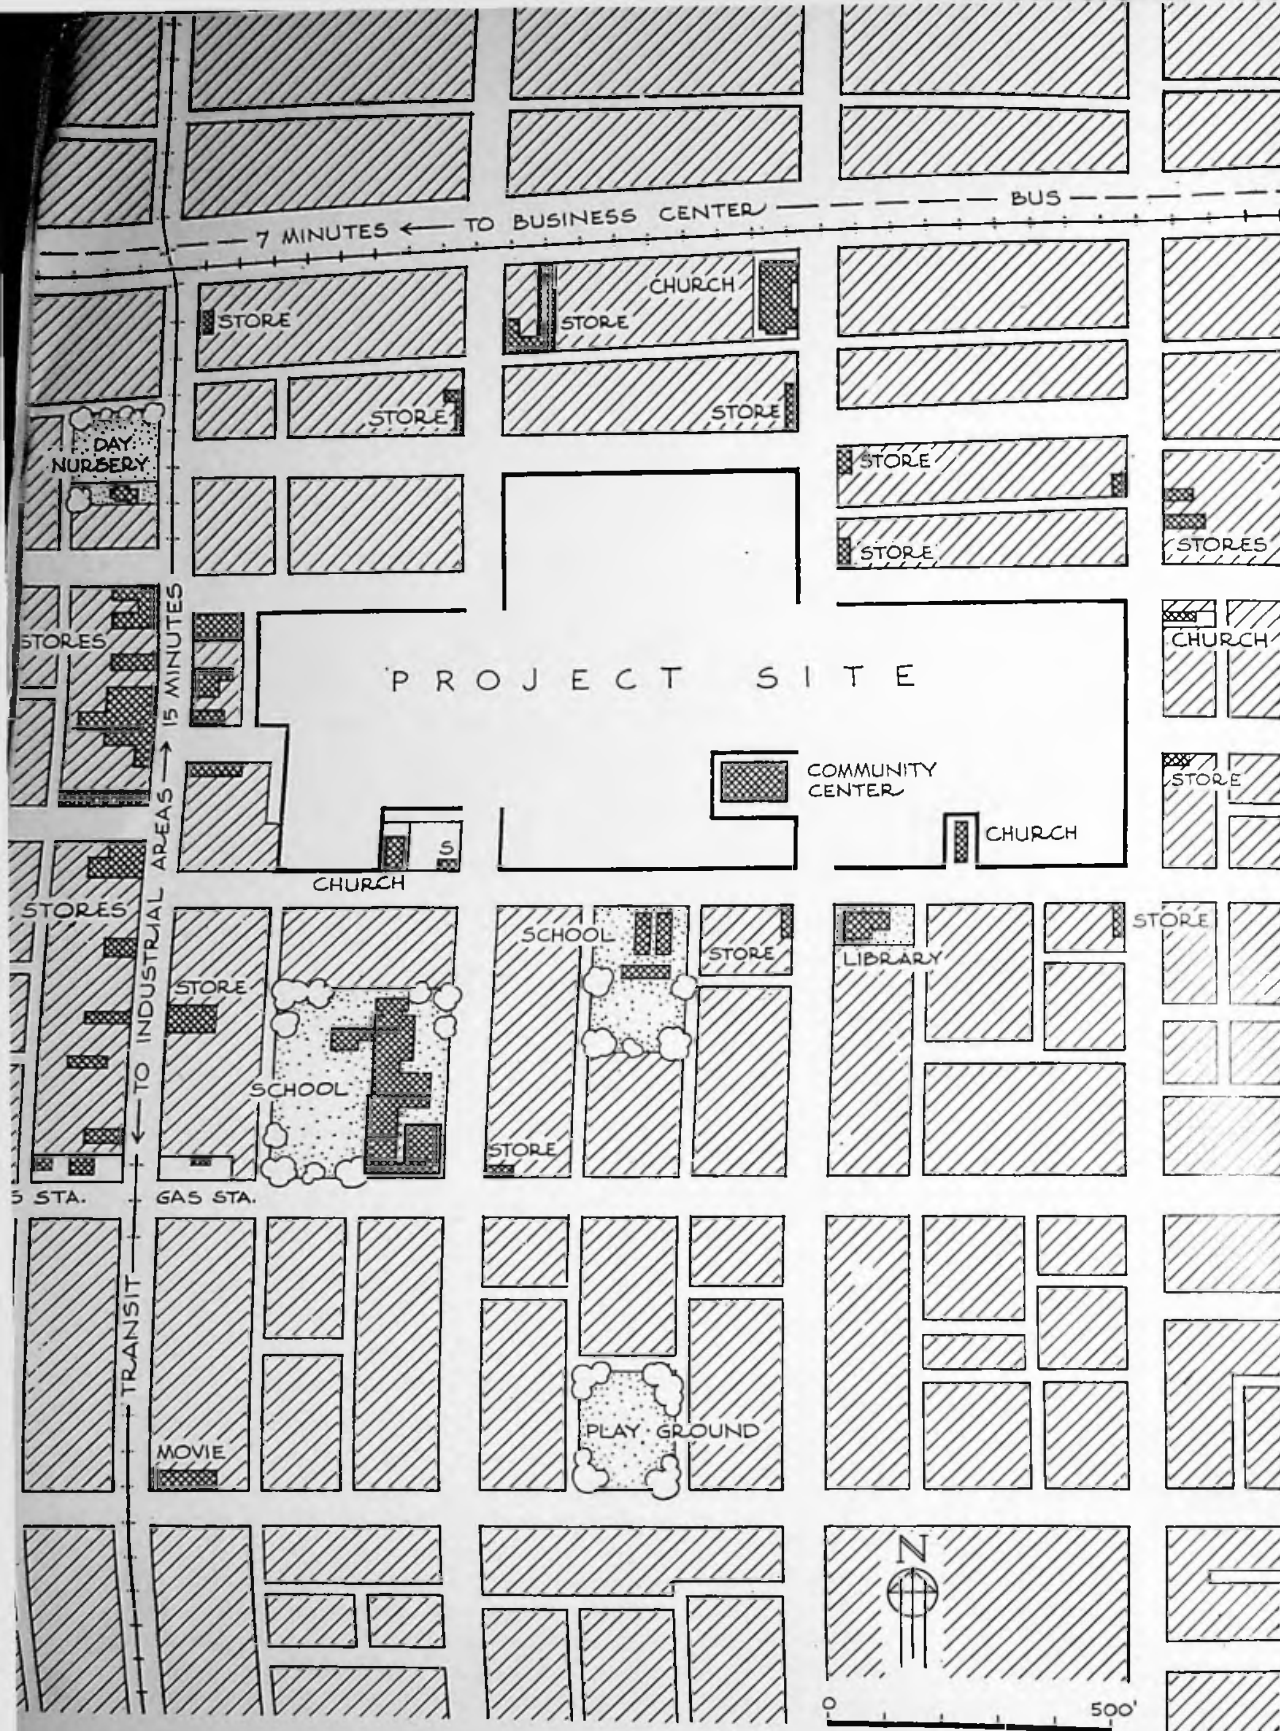 7 MINUTES ← TO BUSINESS CENTER
BUS
STORE
STORE
CHURCH
STORE
STORE
DAY
NURSERY
STORE
STORE
STORES
STORES
← TO INDUSTRIAL AREAS → 15 MINUTES
PROJECT SITE
CHURCH
STORE
COMMUNITY
CENTER
CHURCH
S
CHURCH
STORES
STORE
SCHOOL
STORE
LIBRARY
STORE
SCHOOL
STORE
S STA.
GAS STA.
TRANSIT
PLAY GROUND
MOVIE
N
0 500'